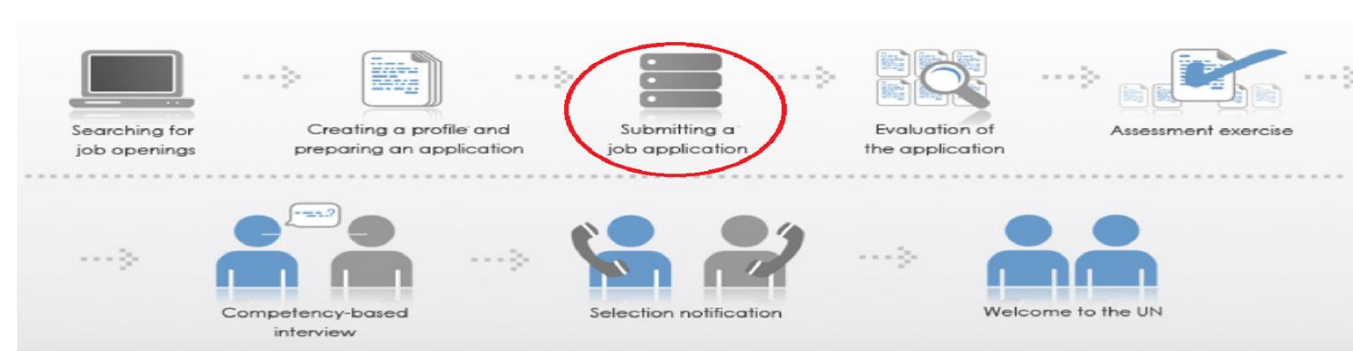 Searching for
job openings
Creating a profile and
preparing an application
Submitting a
job application
Evaluation of
the application
Assessment exercise
?
Competency-based
interview
Selection notification
Welcome to the UN